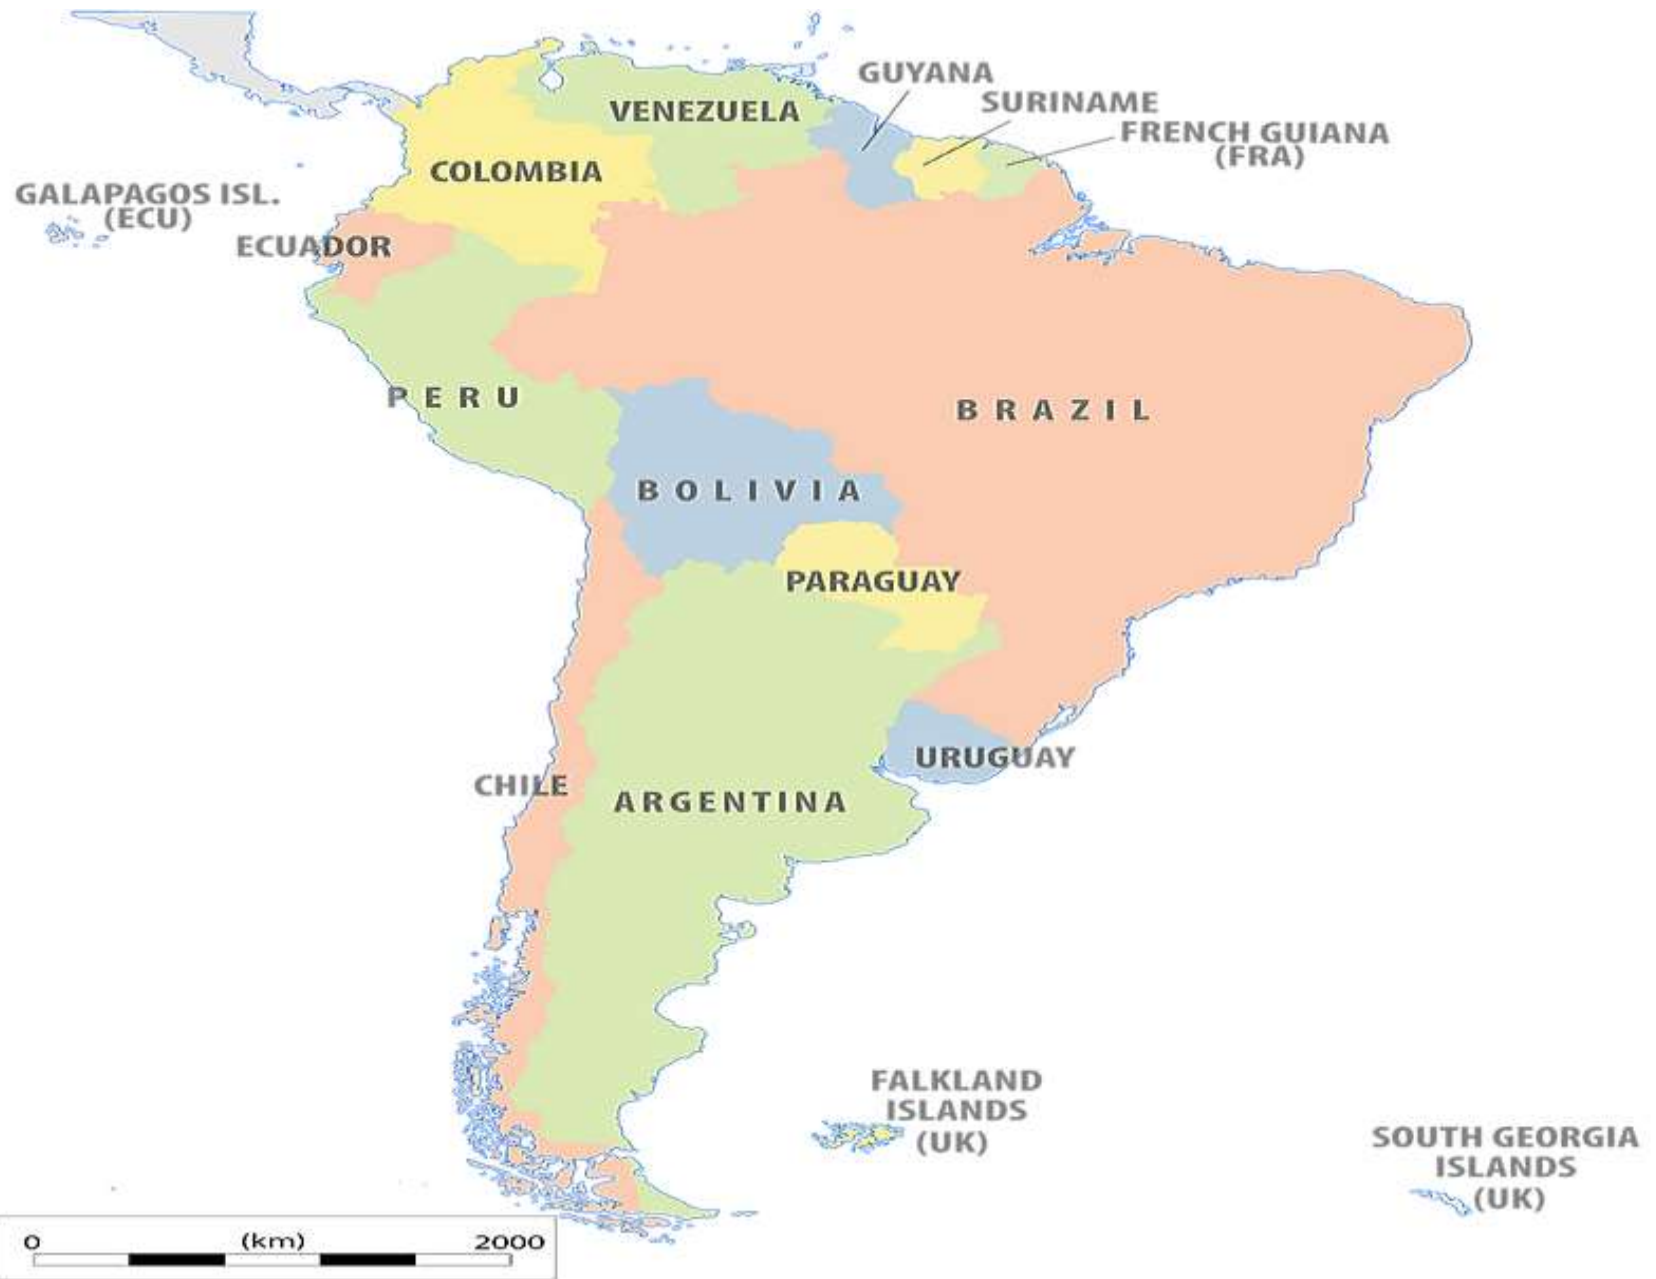 GUYANA
SURINAME
VENEZUELA
FRENCH GUIANA
(FRA)
COLOMBIA
GALAPAGOS ISL.
(ECU)
ECUADOR
PERU
BRAZIL
BOLIVIA
PARAGUAY
URUGUAY
CHILE
ARGENTINA
FALKLAND
ISLANDS
(UK)
SOUTH GEORGIA
ISLANDS
(UK)
0 (km) 2000